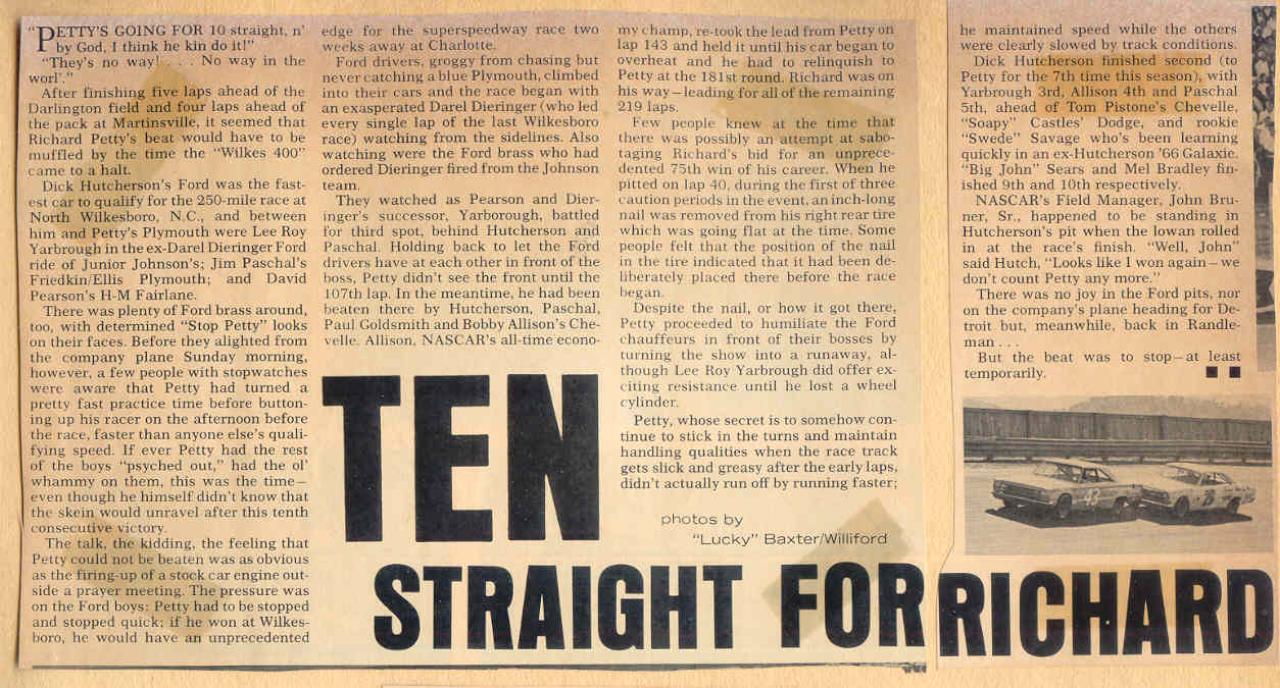 "PETTY'S GOING FOR 10 straight, n'
by God, I think he kin do it!"
"They's no way! . . . No way in the
worl'."
After finishing five laps ahead of the
Darlington field and four laps ahead of
the pack at Martinsville, it seemed that
Richard Petty's beat would have to be
muffled by the time the "Wilkes 400"
came to a halt.
Dick Hutcherson's Ford was the fast-
est car to qualify for the 250-mile race at
North Wilkesboro, N.C., and between
him and Petty's Plymouth were Lee Roy
Yarbrough in the ex-Darel Dieringer Ford
ride of Junior Johnson's; Jim Paschal's
Friedkin/Ellis Plymouth; and David
Pearson's H-M Fairlane.
There was plenty of Ford brass around,
too, with determined "Stop Petty" looks
on their faces. Before they alighted from
the company plane Sunday morning,
however, a few people with stopwatches
were aware that Petty had turned a
pretty fast practice time before button-
ing up his racer on the afternoon before
the race, faster than anyone else's quali-
fying speed. If ever Petty had the rest
of the boys "psyched out," had the ol'
whammy on them, this was the time—
even though he himself didn't know that
the skein would unravel after this tenth
consecutive victory.
The talk, the kidding, the feeling that
Petty could not be beaten was as obvious
as the firing-up of a stock car engine out-
side a prayer meeting. The pressure was
on the Ford boys: Petty had to be stopped
and stopped quick; if he won at Wilkes-
boro, he would have an unprecedented
edge for the superspeedway race two
weeks away at Charlotte.
Ford drivers, groggy from chasing but
never catching a blue Plymouth, climbed
into their cars and the race began with
an exasperated Darel Dieringer (who led
every single lap of the last Wilkesboro
race) watching from the sidelines. Also
watching were the Ford brass who had
ordered Dieringer fired from the Johnson
team.
They watched as Pearson and Dier-
inger's successor, Yarborough, battled
for third spot, behind Hutcherson and
Paschal. Holding back to let the Ford
drivers have at each other in front of the
boss, Petty didn't see the front until the
107th lap. In the meantime, he had been
beaten there by Hutcherson, Paschal,
Paul Goldsmith and Bobby Allison's Che-
velle. Allison, NASCAR's all-time econo-
my champ, re-took the lead from Petty on
lap 143 and held it until his car began to
overheat and he had to relinquish to
Petty at the 181st round. Richard was on
his way—leading for all of the remaining
219 laps.
Few people knew at the time that
there was possibly an attempt at sabo-
taging Richard's bid for an unprece-
dented 75th win of his career. When he
pitted on lap 40, during the first of three
caution periods in the event, an inch-long
nail was removed from his right rear tire
which was going flat at the time. Some
people felt that the position of the nail
in the tire indicated that it had been de-
liberately placed there before the race
began.
Despite the nail, or how it got there,
Petty proceeded to humiliate the Ford
chauffeurs in front of their bosses by
turning the show into a runaway, al-
though Lee Roy Yarbrough did offer ex-
citing resistance until he lost a wheel
cylinder.
Petty, whose secret is to somehow con-
tinue to stick in the turns and maintain
handling qualities when the race track
gets slick and greasy after the early laps,
didn't actually run off by running faster;
he maintained speed while the others
were clearly slowed by track conditions.
Dick Hutcherson finished second (to
Petty for the 7th time this season), with
Yarbrough 3rd, Allison 4th and Paschal
5th, ahead of Tom Pistone's Chevelle,
"Soapy" Castles' Dodge, and rookie
"Swede" Savage who's been learning
quickly in an ex-Hutcherson '66 Galaxie.
"Big John" Sears and Mel Bradley fin-
ished 9th and 10th respectively.
NASCAR's Field Manager, John Bru-
ner, Sr., happened to be standing in
Hutcherson's pit when the Iowan rolled
in at the race's finish. "Well, John"
said Hutch, "Looks like I won again—we
don't count Petty any more."
There was no joy in the Ford pits, nor
on the company's plane heading for De-
troit but, meanwhile, back in Randle-
man . . .
But the beat was to stop—at least
temporarily.
photos by
"Lucky" Baxter/Williford
TEN
STRAIGHT FOR RICHARD
43